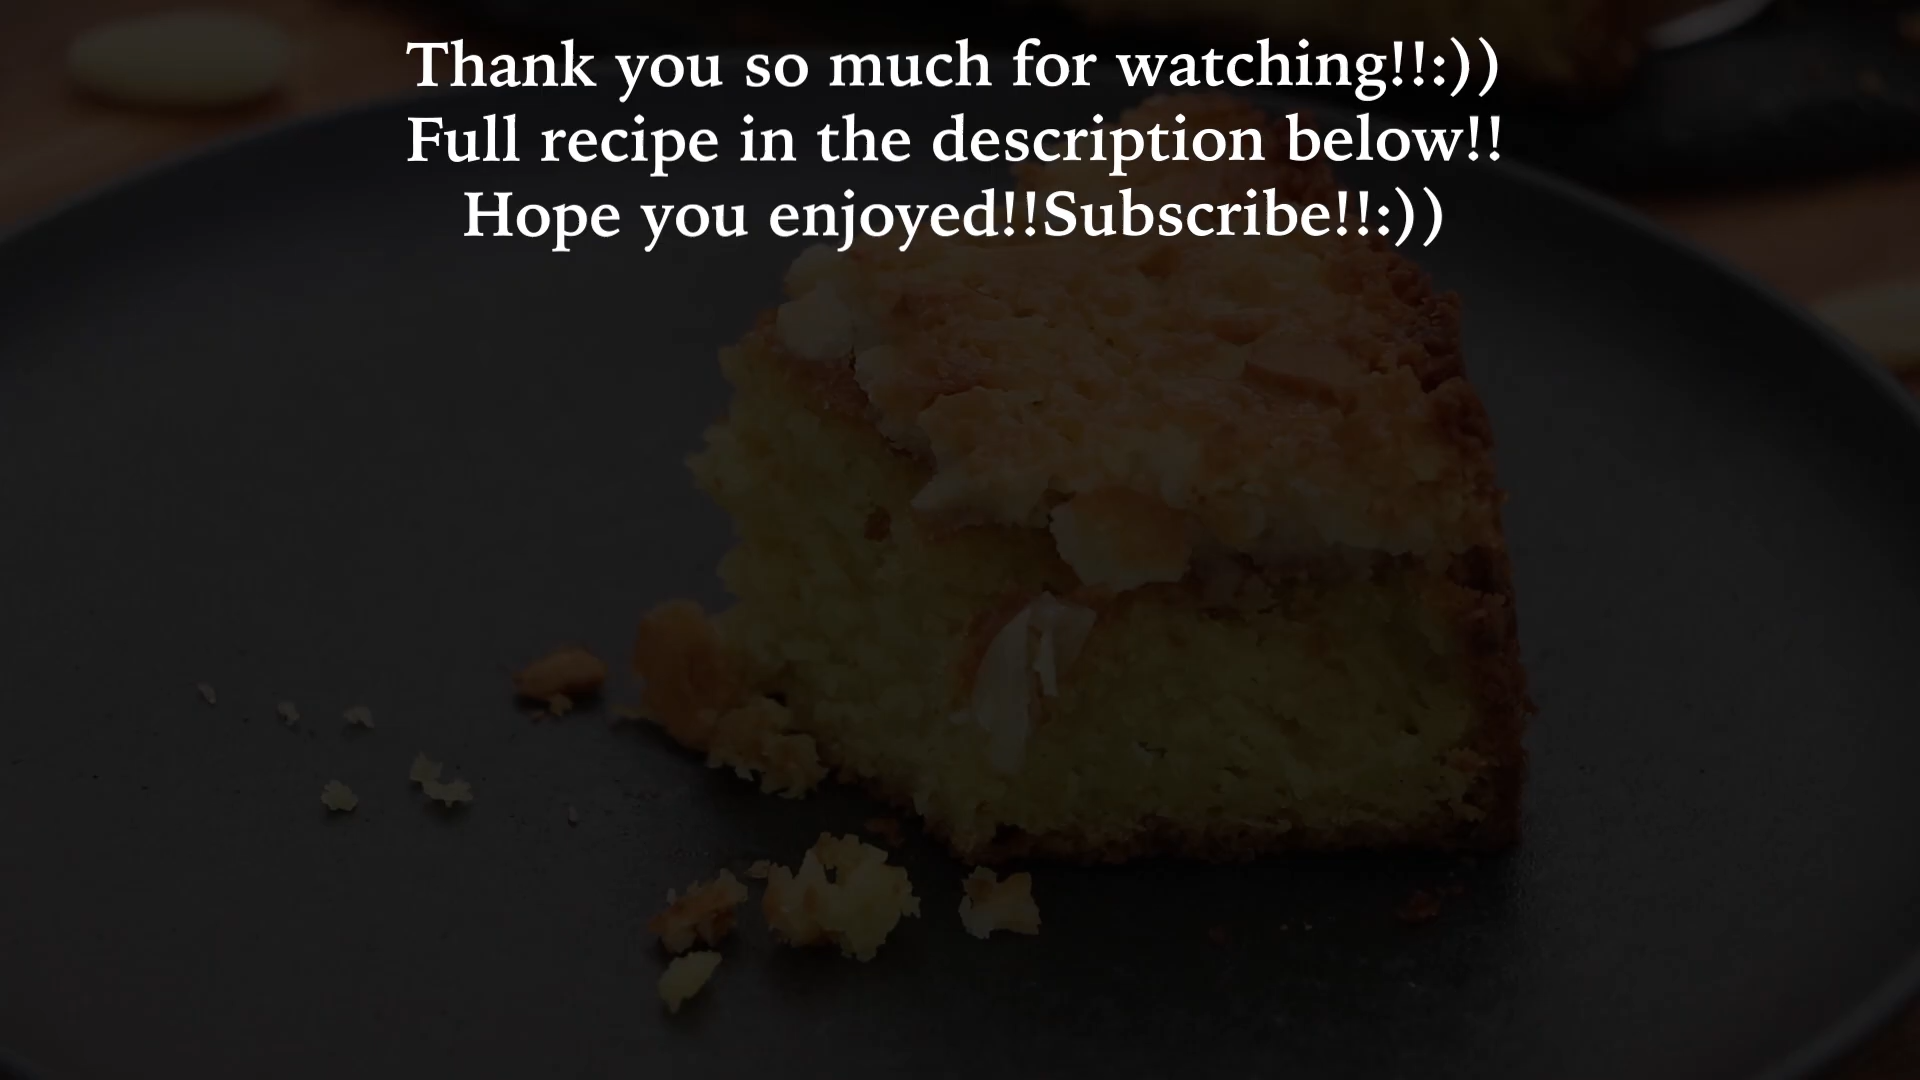 Thank you so much for watching!!:))
Full recipe in the description below!!
Hope you enjoyed!!Subscribe!!:))